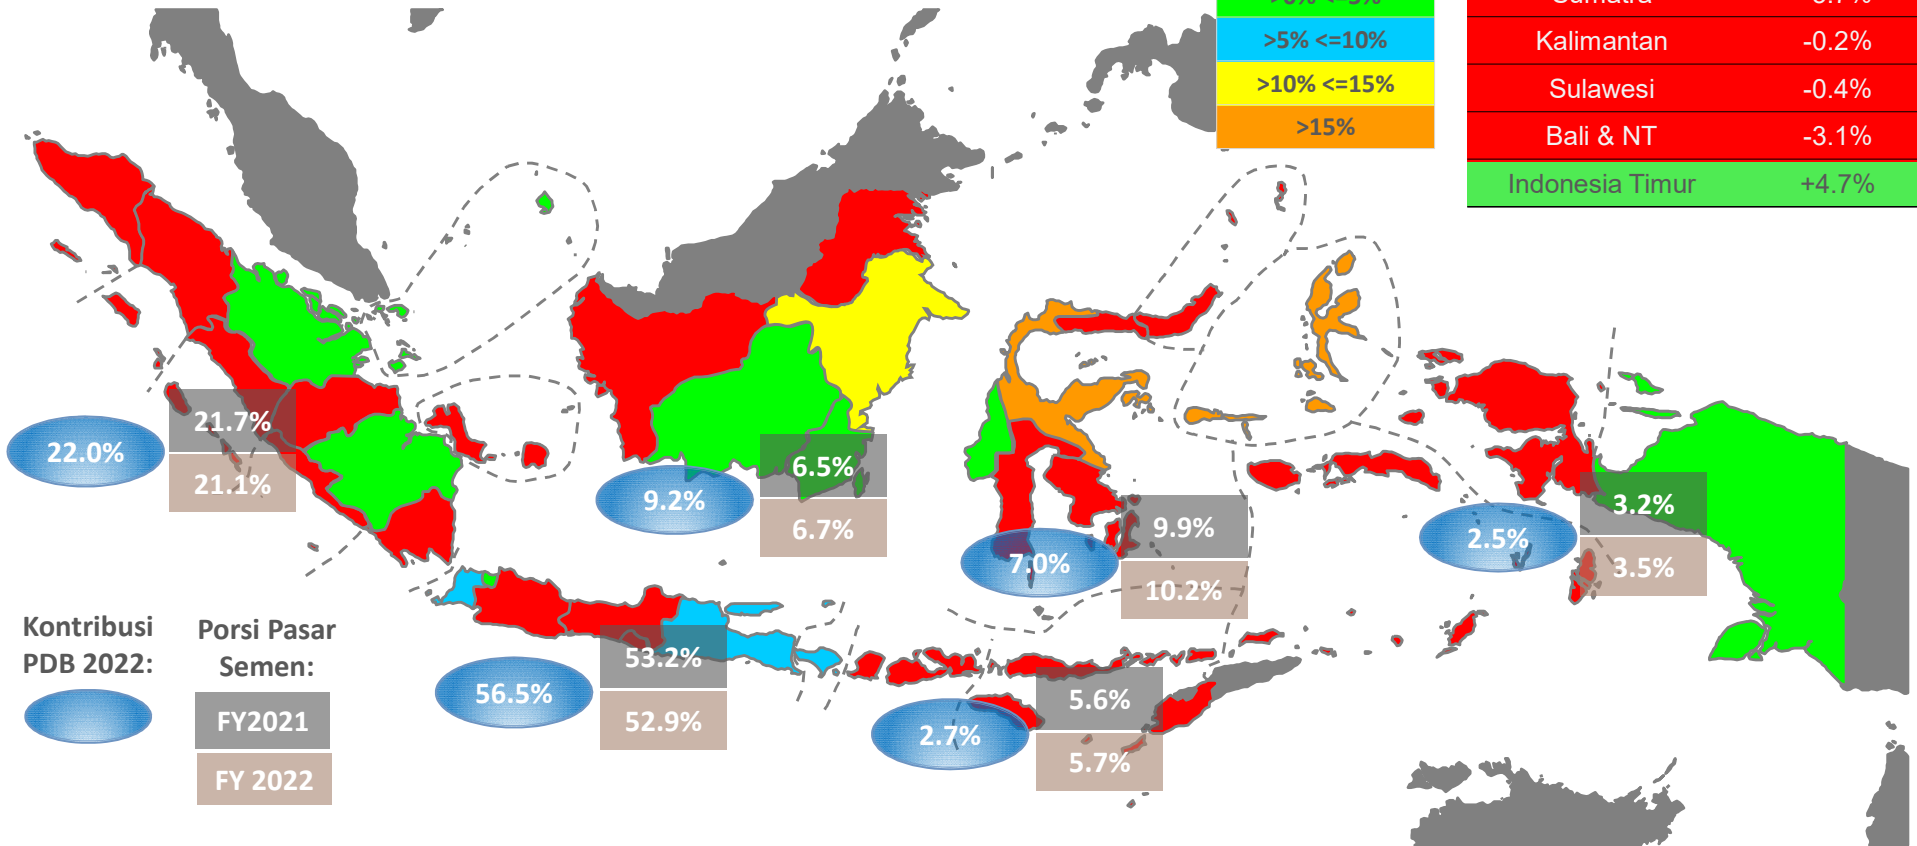 >5% <=10%
>10% <=15%
>15%
Sumatra
Kalimantan -0.2%
Sulawesi -0.4%
Bali & NT -3.1%
Indonesia Timur +4.7%
22.0%
21.7%
21.1%
9.2%
6.5%
6.7%
7.0%
9.9%
10.2%
2.5%
3.2%
3.5%
56.5%
53.2%
52.9%
2.7%
5.6%
5.7%
Kontribusi
PDB 2022:
Porsi Pasar
Semen:
FY2021
FY 2022